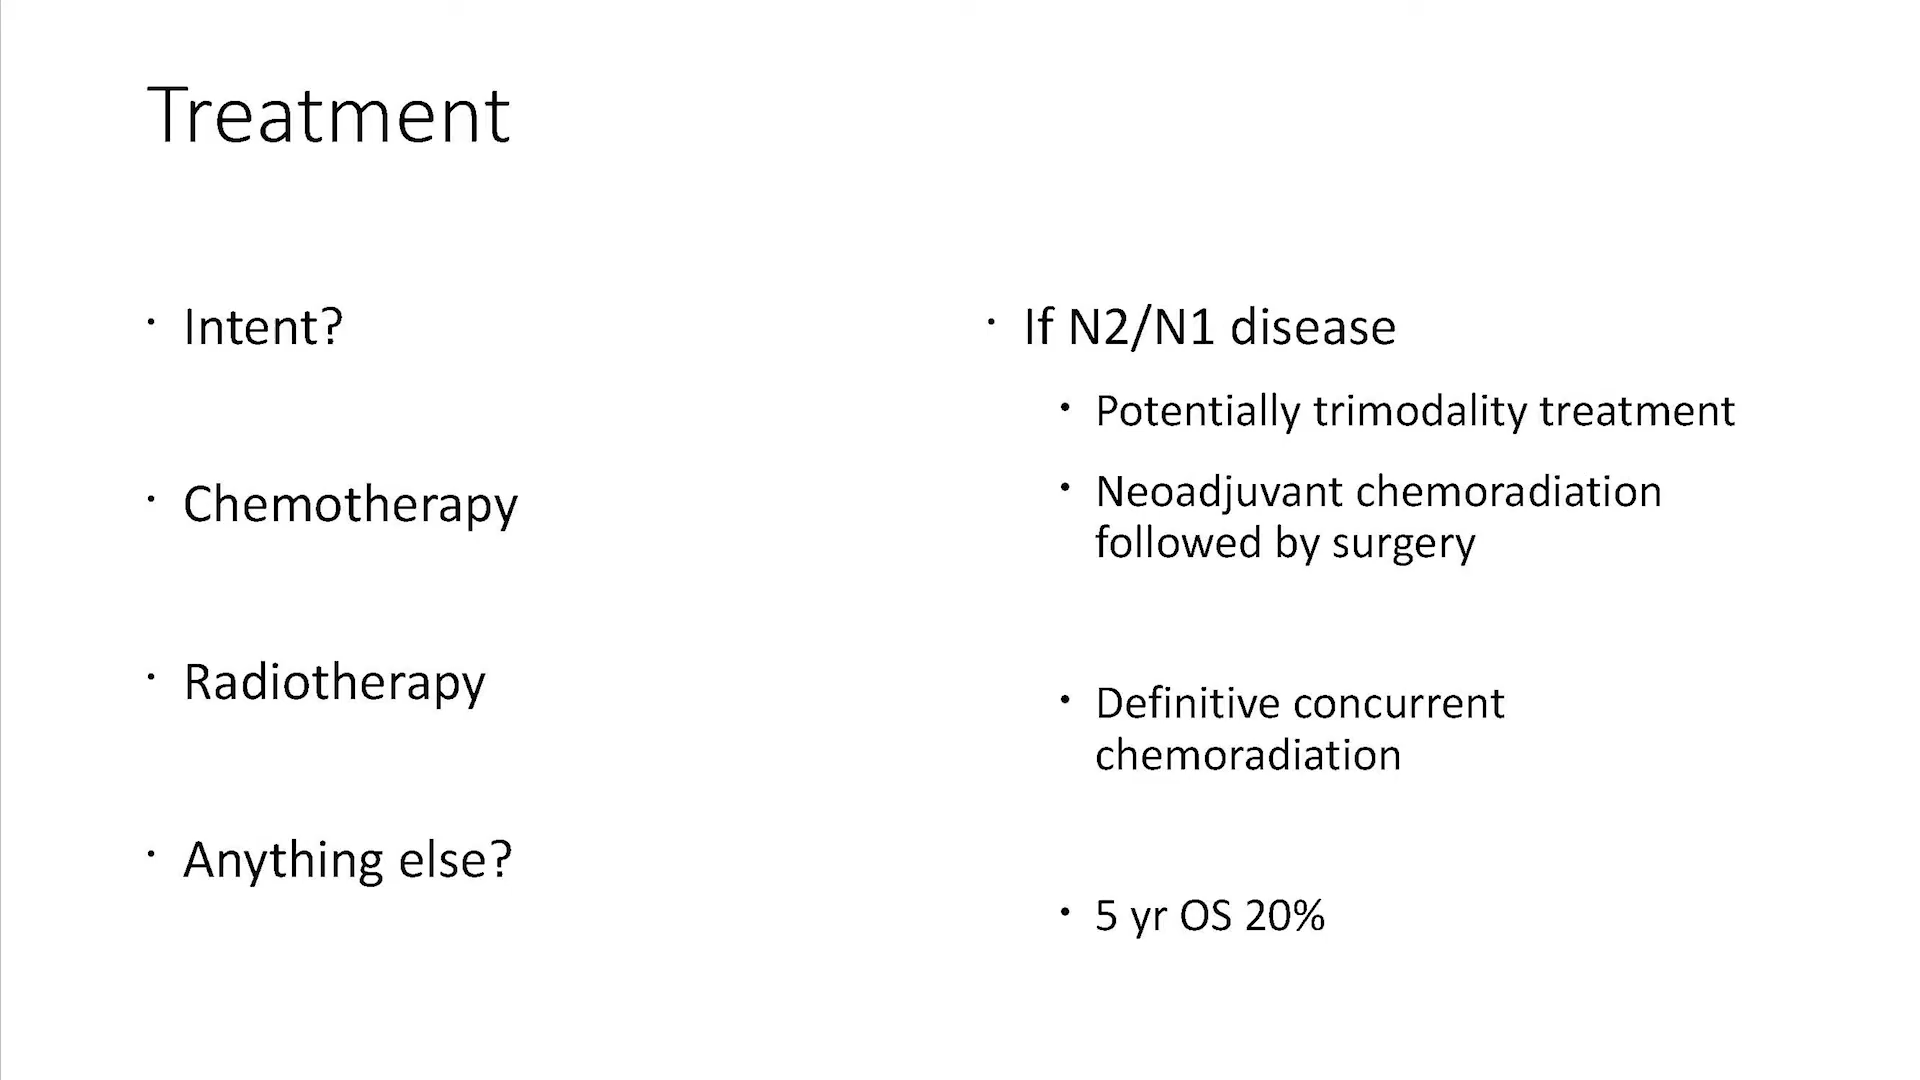 Treatment
• Intent?
• Chemotherapy
• Radiotherapy
• Anything else?
• If N2/N1 disease
• Potentially trimodality treatment
• Neoadjuvant chemoradiation
followed by surgery
• Definitive concurrent
chemoradiation
• 5 yr OS 20%